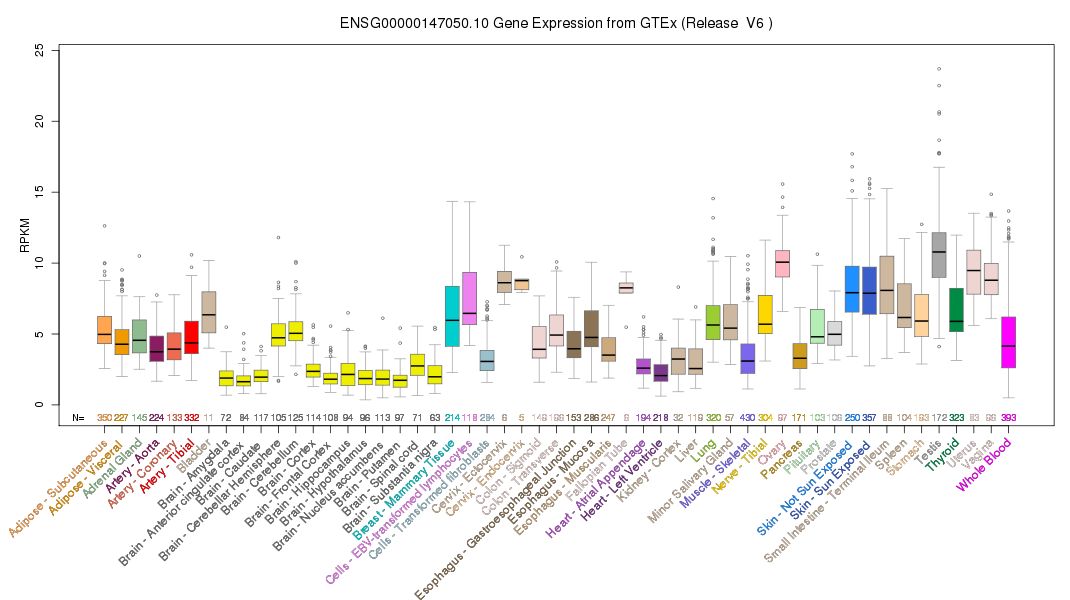 ENSG00000147050.10 Gene Expression from GTEx (Release V6 )
RPKM
25
20
15
10
5
0
N= 350 227 145 224 133 332 11 72 84 117 105 125 114 108 94 96 113 97 71 63 214 118 284 6 5 149 196 153 286 247 6 194 218 32 119 320 57 430 304 97 171 103 106 250 357 88 104 193 172 323 83 96 393
Adipose - Subcutaneous
Adipose - Visceral
Adrenal Gland
Artery - Aorta
Artery - Coronary
Artery - Tibial
Bladder
Brain - Amygdala
Brain - Anterior cingulate cortex
Brain - Caudate
Brain - Cerebellar Hemisphere
Brain - Cerebellum
Brain - Cortex
Brain - Frontal Cortex
Brain - Hippocampus
Brain - Hypothalamus
Brain - Nucleus accumbens
Brain - Putamen
Brain - Spinal cord
Brain - Substantia nigra
Breast - Mammary Tissue
Cells - EBV-transformed lymphocytes
Cells - Transformed fibroblasts
Cervix - Ectocervix
Cervix - Endocervix
Colon - Sigmoid
Colon - Transverse
Esophagus - Gastroesophageal Junction
Esophagus - Mucosa
Esophagus - Muscularis
Fallopian Tube
Heart - Atrial Appendage
Heart - Left Ventricle
Kidney - Cortex
Liver
Lung
Minor Salivary Gland
Muscle - Skeletal
Nerve - Tibial
Ovary
Pancreas
Pituitary
Prostate
Skin - Not Sun Exposed
Skin - Sun Exposed
Small Intestine - Terminal Ileum
Spleen
Stomach
Testis
Thyroid
Uterus
Vagina
Whole Blood